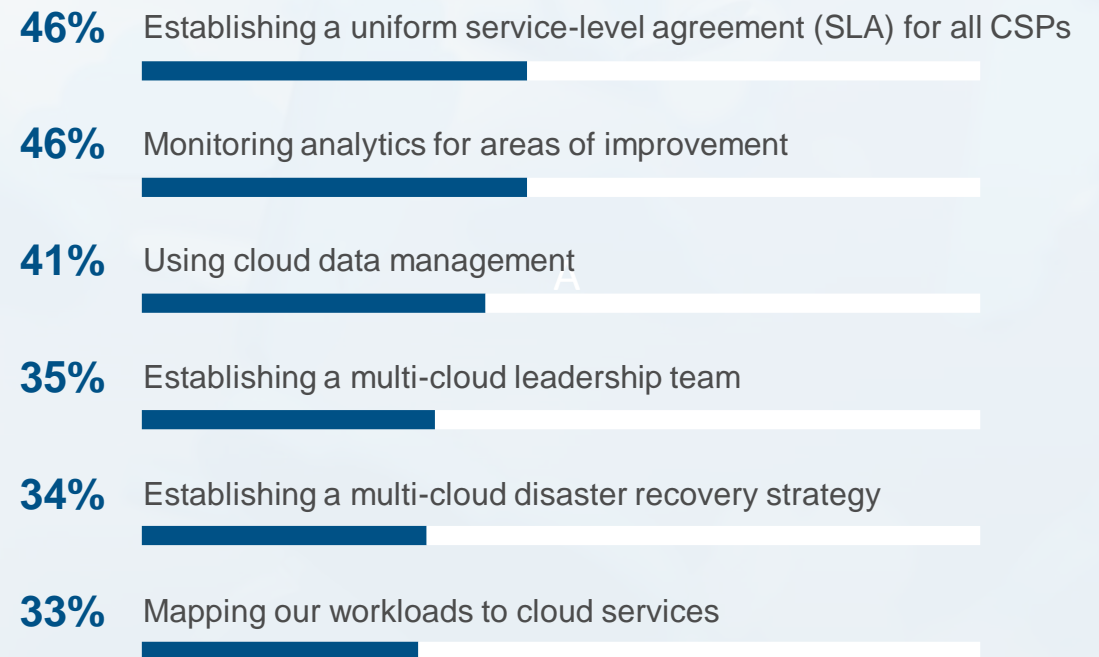 46% Establishing a uniform service-level agreement (SLA) for all CSPs
46% Monitoring analytics for areas of improvement
41% Using cloud data management
A
35% Establishing a multi-cloud leadership team
34% Establishing a multi-cloud disaster recovery strategy
33% Mapping our workloads to cloud services